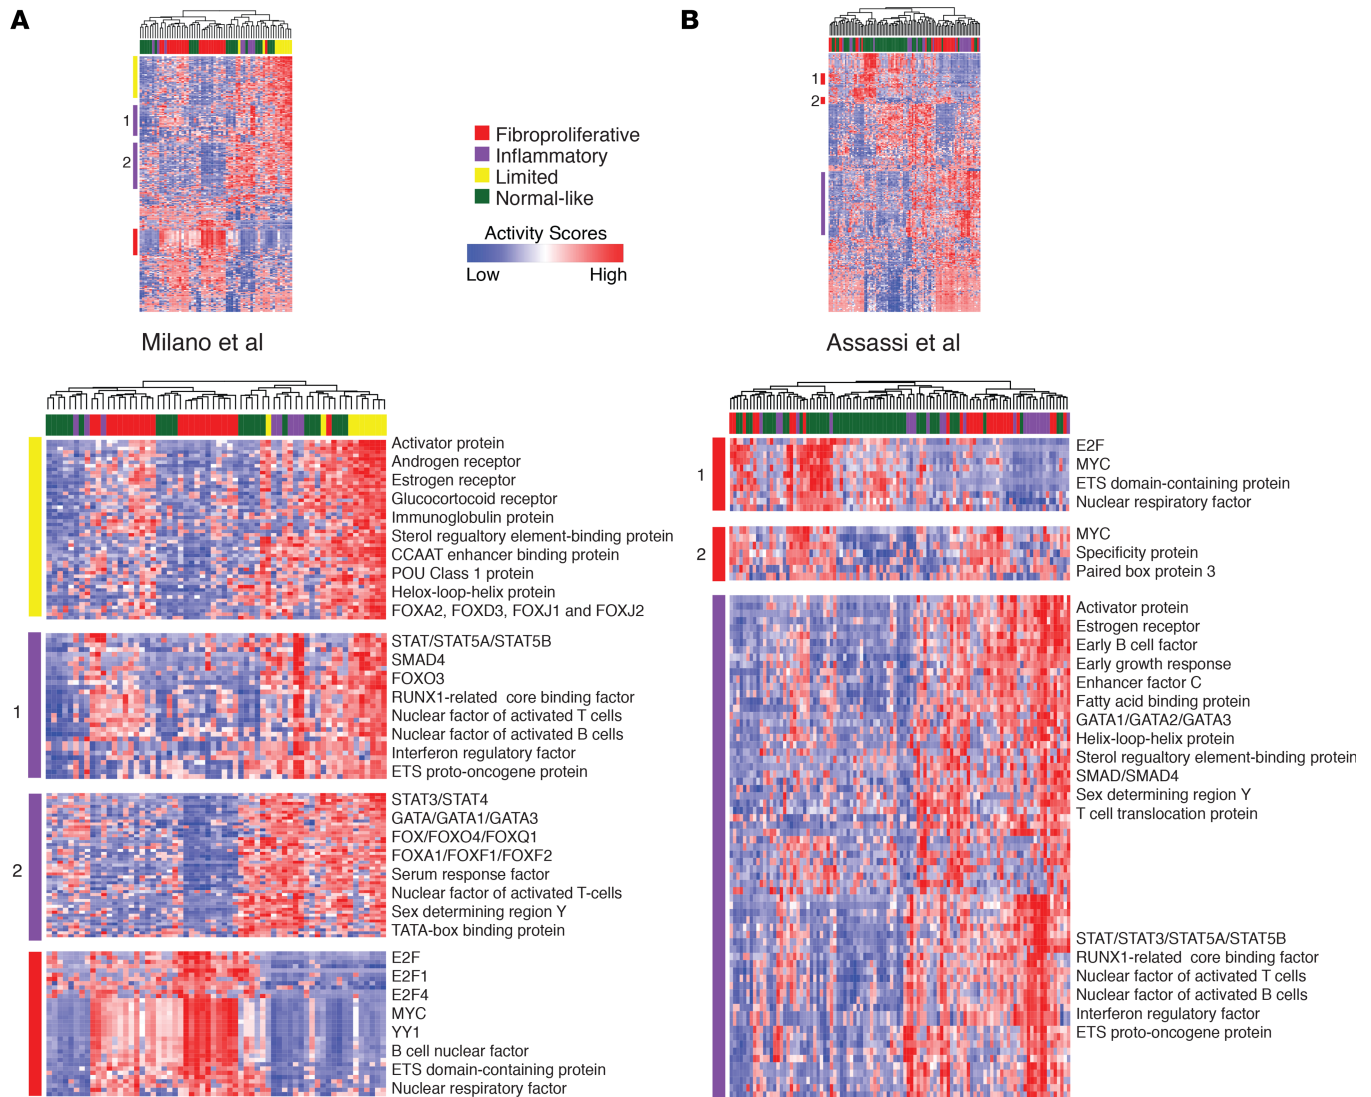 A
B
1
2
1
2
Fibroproliferative
Inflammatory
Limited
Normal-like
Activity Scores
Low
High
Milano et al
Assassi et al
Activator protein
Androgen receptor
Estrogen receptor
Glucocortocoid receptor
Immunoglobulin protein
Sterol regualtory element-binding protein
CCAAT enhancer binding protein
POU Class 1 protein
Helox-loop-helix protein
FOXA2, FOXD3, FOXJ1 and FOXJ2
1
STAT/STAT5A/STAT5B
SMAD4
FOXO3
RUNX1-related core binding factor
Nuclear factor of activated T cells
Nuclear factor of activated B cells
Interferon regulatory factor
ETS proto-oncogene protein
2
STAT3/STAT4
GATA/GATA1/GATA3
FOX/FOXO4/FOXQ1
FOXA1/FOXF1/FOXF2
Serum response factor
Nuclear factor of activated T-cells
Sex determining region Y
TATA-box binding protein
E2F
E2F1
E2F4
MYC
YY1
B cell nuclear factor
ETS domain-containing protein
Nuclear respiratory factor
1
E2F
MYC
ETS domain-containing protein
Nuclear respiratory factor
2
MYC
Specificity protein
Paired box protein 3
Activator protein
Estrogen receptor
Early B cell factor
Early growth response
Enhancer factor C
Fatty acid binding protein
GATA1/GATA2/GATA3
Helix-loop-helix protein
Sterol regualtory element-binding protein
SMAD/SMAD4
Sex determining region Y
T cell translocation protein
STAT/STAT3/STAT5A/STAT5B
RUNX1-related core binding factor
Nuclear factor of activated T cells
Nuclear factor of activated B cells
Interferon regulatory factor
ETS proto-oncogene protein